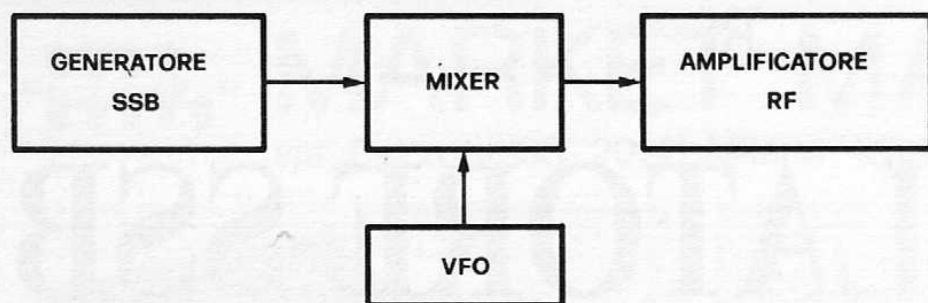 GENERATORE
SSB
MIXER
AMPLIFICATORE
RF
VFO